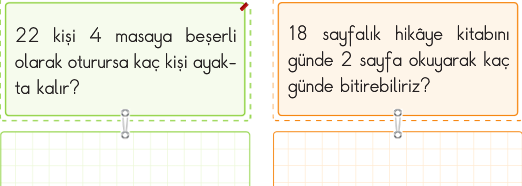 22 kişi 4 masaya beşerli
olarak oturursa kaç kişi ayak-
ta kalır?
18 sayfalık hikâye kitabını
günde 2 sayfa okuyarak kaç
günde bitirebiliriz?